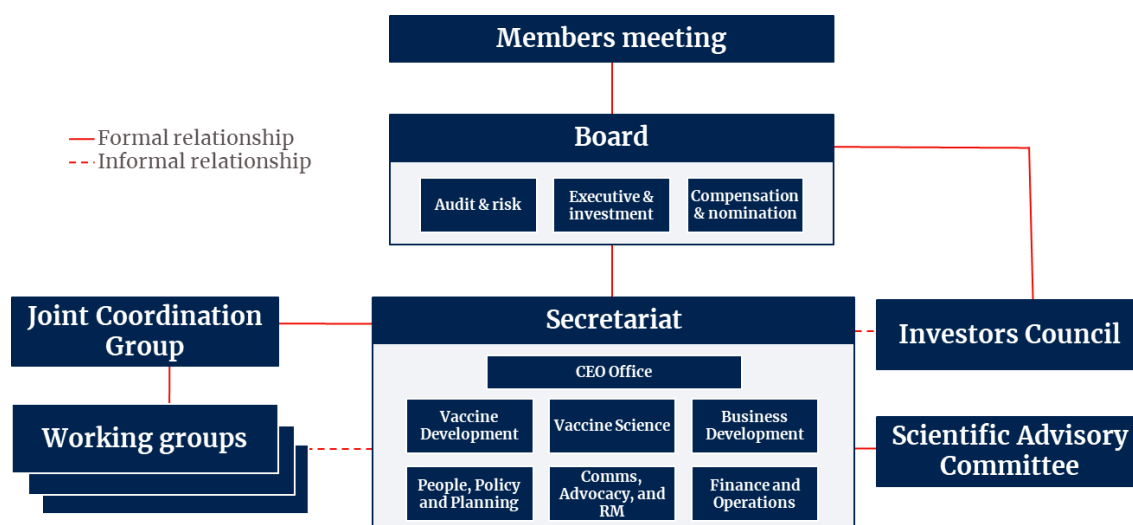 Members meeting
Formal relationship
Informal relationship
Board
Audit & risk
Executive &
investment
Compensation
& nomination
Joint Coordination
Group
Secretariat
Investors Council
CEO Office
Working groups
Vaccine
Development
Vaccine Science
Business
Development
Scientific Advisory
Committee
People, Policy
and Planning
Comms,
Advocacy, and
RM
Finance and
Operations